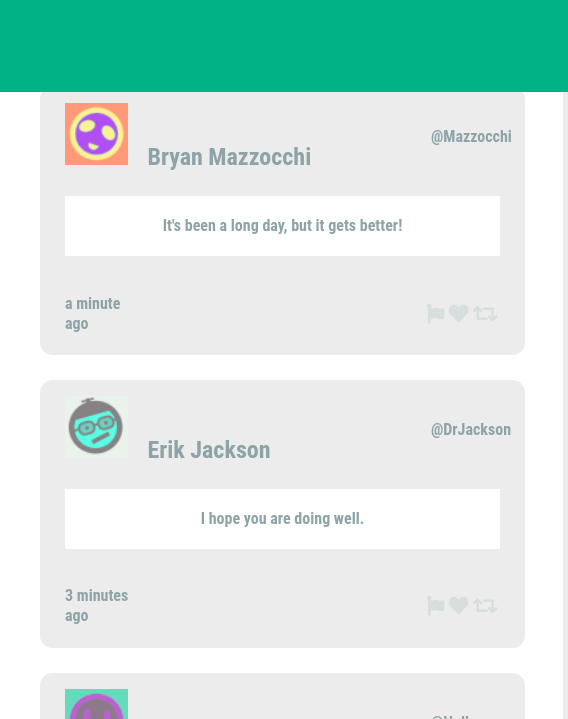 @Mazzocchi
Bryan Mazzocchi
It's been a long day, but it gets better!
a minute
ago
@DrJackson
Erik Jackson
I hope you are doing well.
3 minutes
ago